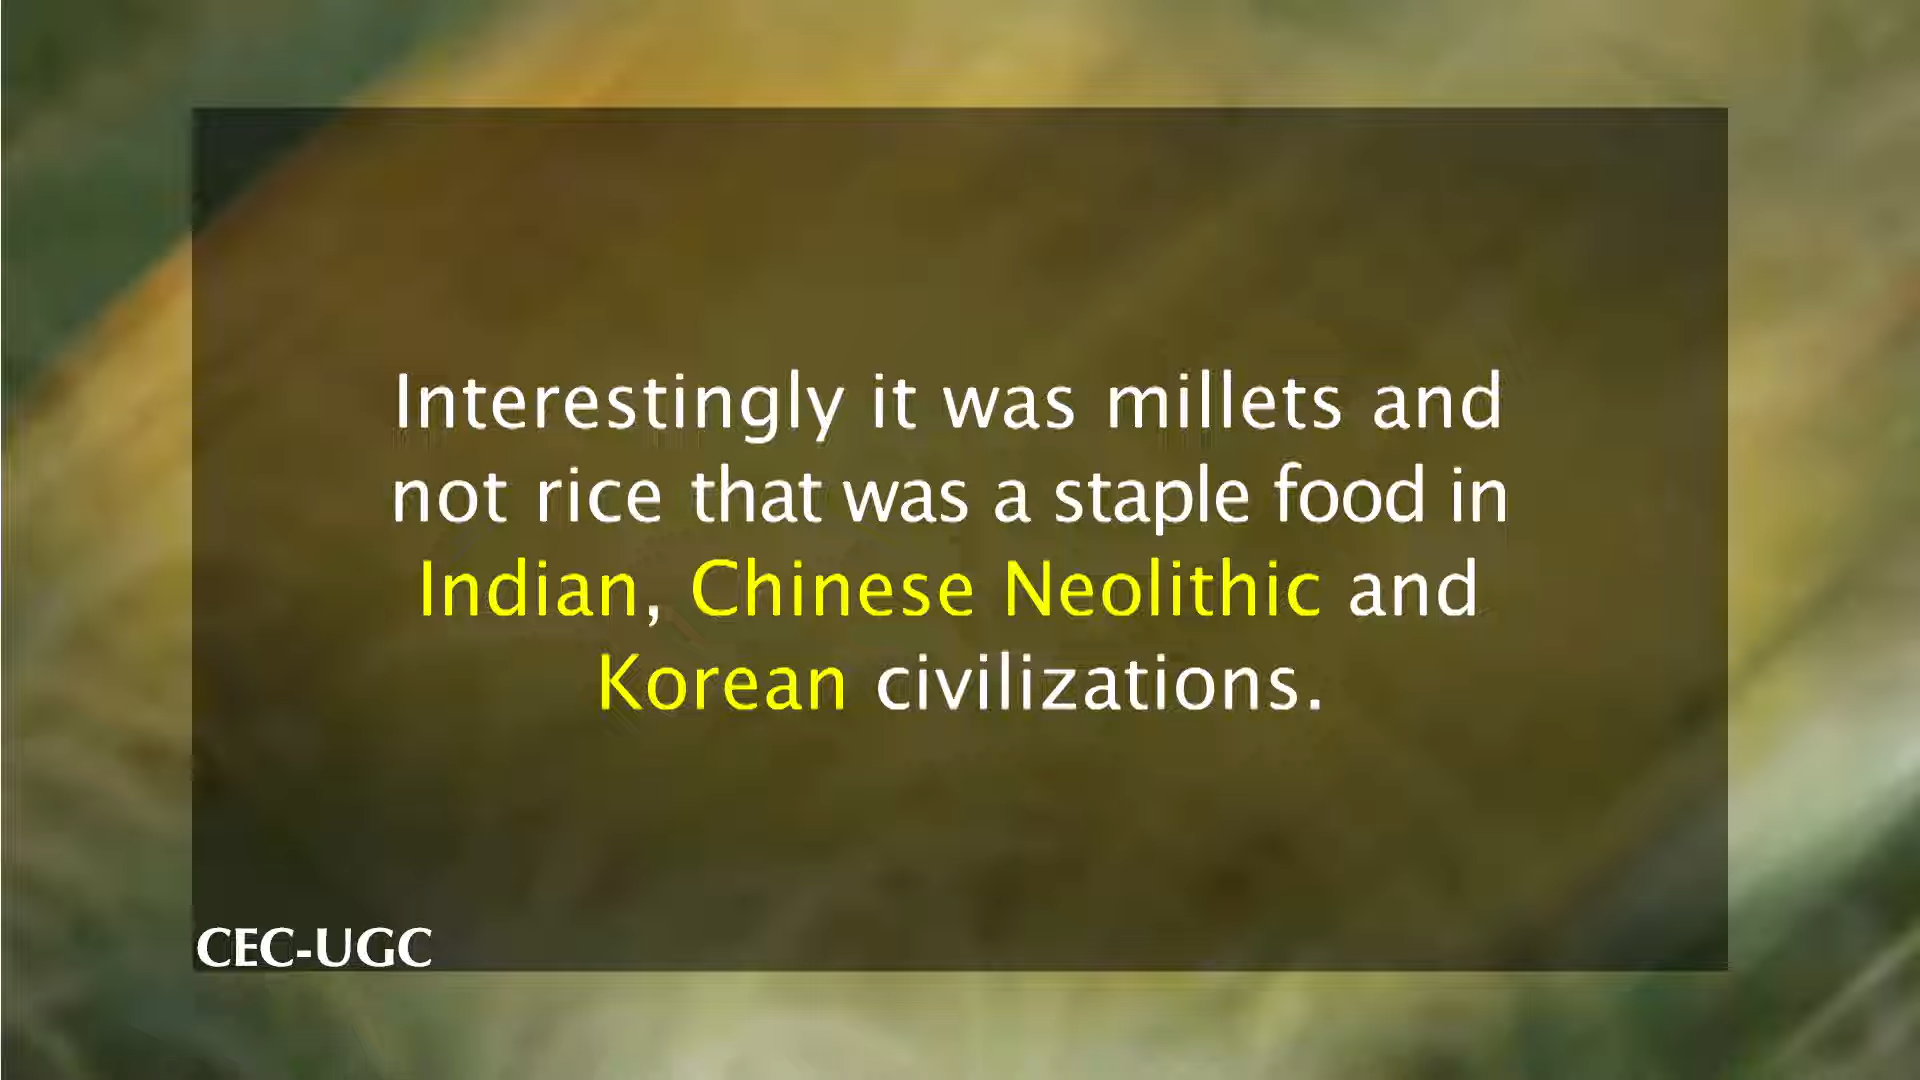 Interestingly it was millets and
not rice that was a staple food in
Indian, Chinese Neolithic and
Korean civilizations.
CEC-UGC